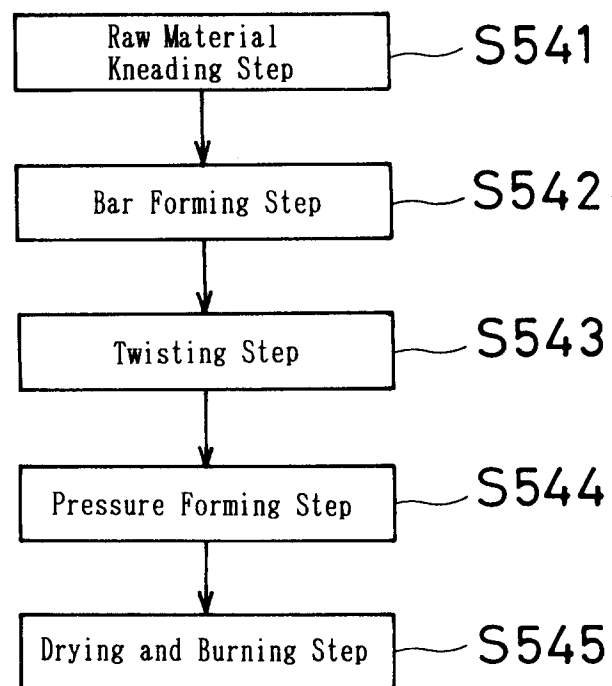 Raw Material
Kneading Step
S541
Bar Forming Step
S542
Twisting Step
S543
Pressure Forming Step
S544
Drying and Burning Step
S545